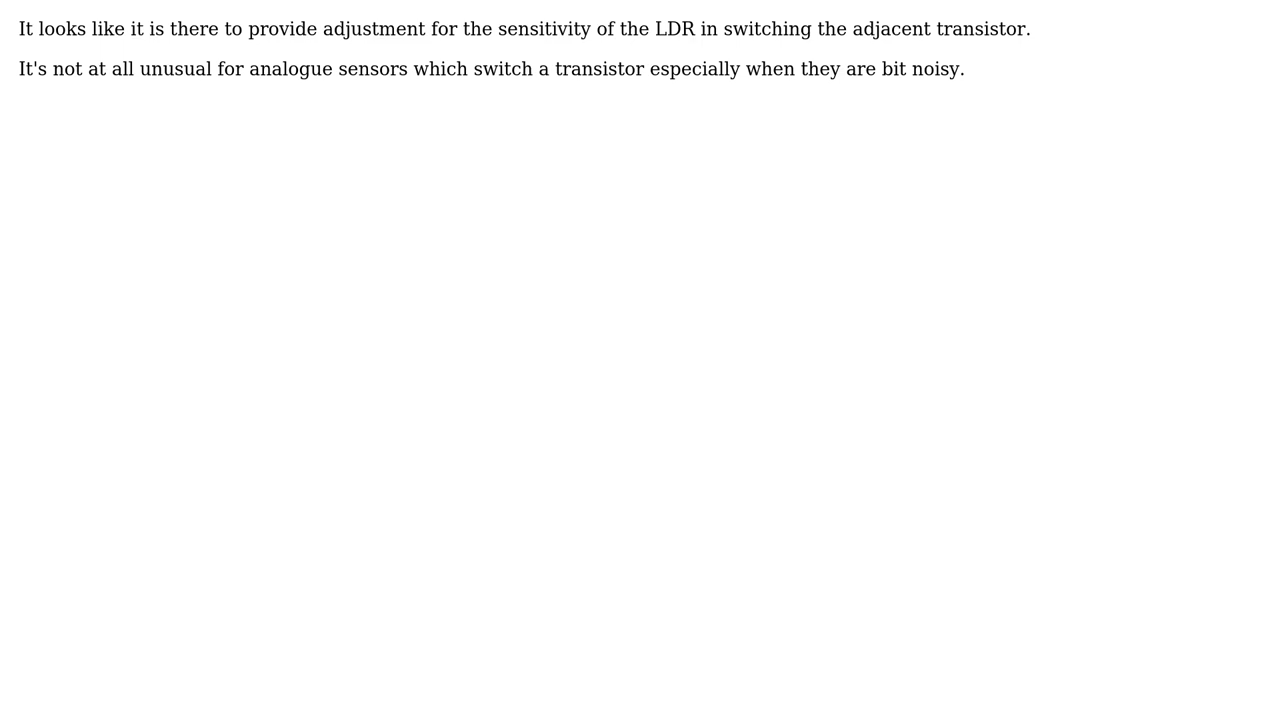 It looks like it is there to provide adjustment for the sensitivity of the LDR in switching the adjacent transistor.
It's not at all unusual for analogue sensors which switch a transistor especially when they are bit noisy.